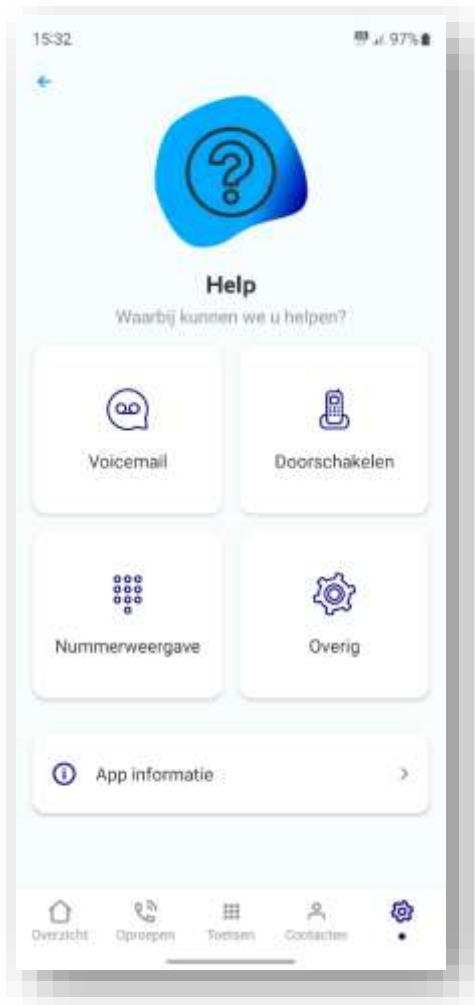 15:32
97%
Help
Waarbij kunnen we u helpen?
Voicemail
Doorschakelen
Nummerweergave
Overig
App informatie
Overzicht
Oproepen
Toetsen
Contacten